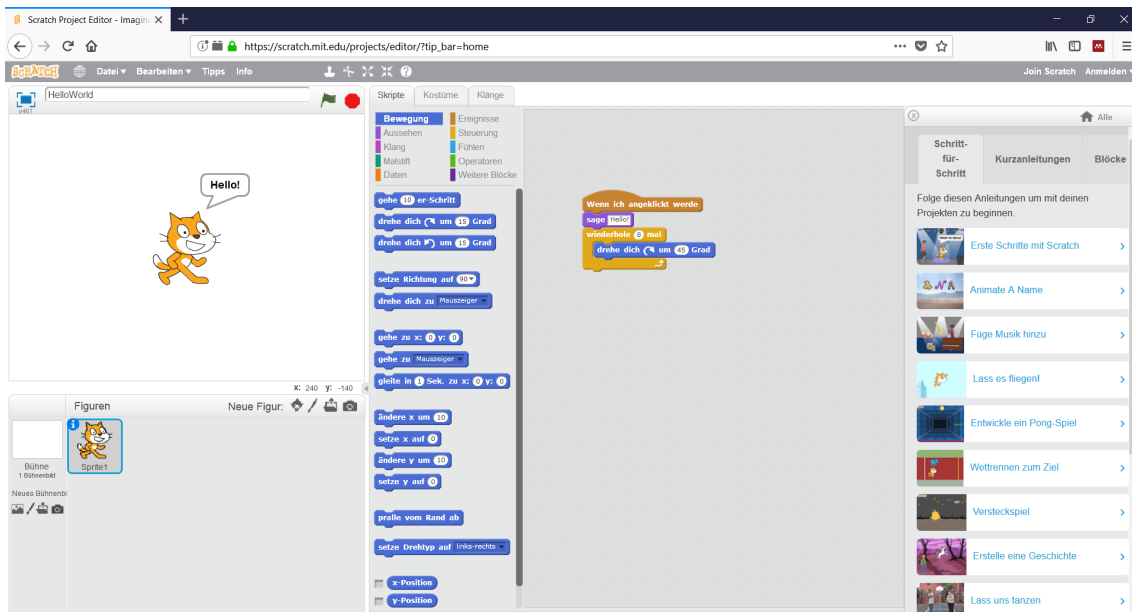 Scratch Project Editor - Imagin
https://scratch.mit.edu/projects/editor/?tip_bar=home
SCRATCH Datei Bearbeiten Tipps Info Join Scratch Anmelden
HelloWorld
v461
Hello!
X: 240 y: -140
Figuren Neue Figur:
Bühne
1 Bühnenbild
Sprite1
Neues Bühnenbi
Skripte Kostüme Klänge
Bewegung Ereignisse
Aussehen Steuerung
Klang Fühlen
Malstift Operatoren
Daten Weitere Blöcke
gehe 10 er-Schritt
drehe dich um 15 Grad
drehe dich um 15 Grad
setze Richtung auf 90
drehe dich zu Mauszeiger
gehe zu x: 0 y: 0
gehe zu Mauszeiger
gleite in 1 Sek. zu x: 0 y: 0
ändere x um 10
setze x auf 0
ändere y um 10
setze y auf 0
pralle vom Rand ab
setze Drehtyp auf links-rechts
x-Position
y-Position
Wenn ich angeklickt werde
sage Hello!
wiederhole 8 mal
drehe dich um 45 Grad
Alle
Schritt-
für-
Schritt
Kurzanleitungen
Blöcke
Folge diesen Anleitungen um mit deinen
Projekten zu beginnen.
Erste Schritte mit Scratch
Animate A Name
Füge Musik hinzu
Lass es fliegen!
Entwickle ein Pong-Spiel
Wettrennen zum Ziel
Versteckspiel
Erstelle eine Geschichte
Lass uns tanzen